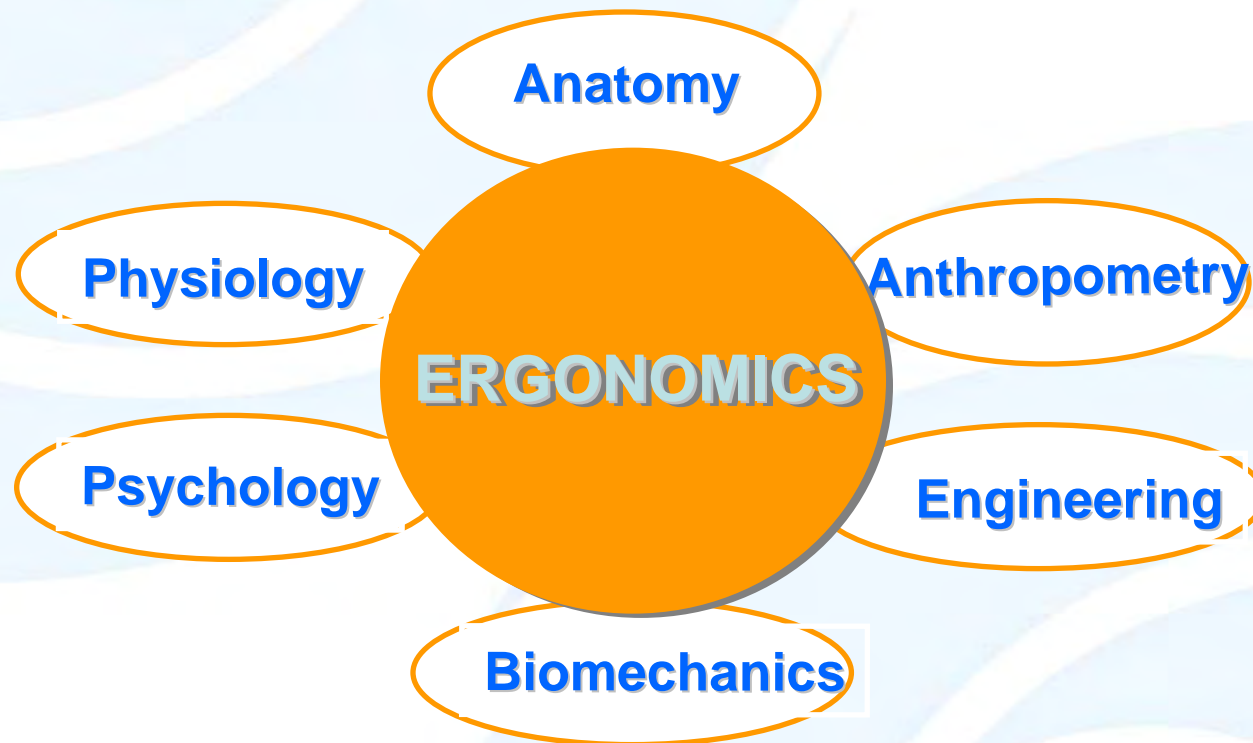 Anatomy
Physiology
Anthropometry
ERGONOMICS
Psychology
Engineering
Biomechanics